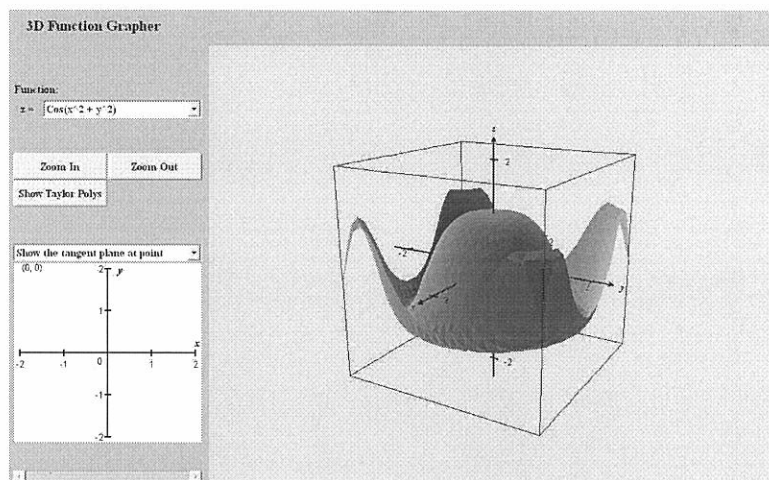 3D Function Grapher
Function:
z = Cos(x^2 + y^2)
Zoom In Zoom Out
Show Taylor Polys
Show the tangent plane at point
(0, 0)
2 y
1
x
-2 -1 0 1 2
-1
-2
z
2
-2
2
y
-2